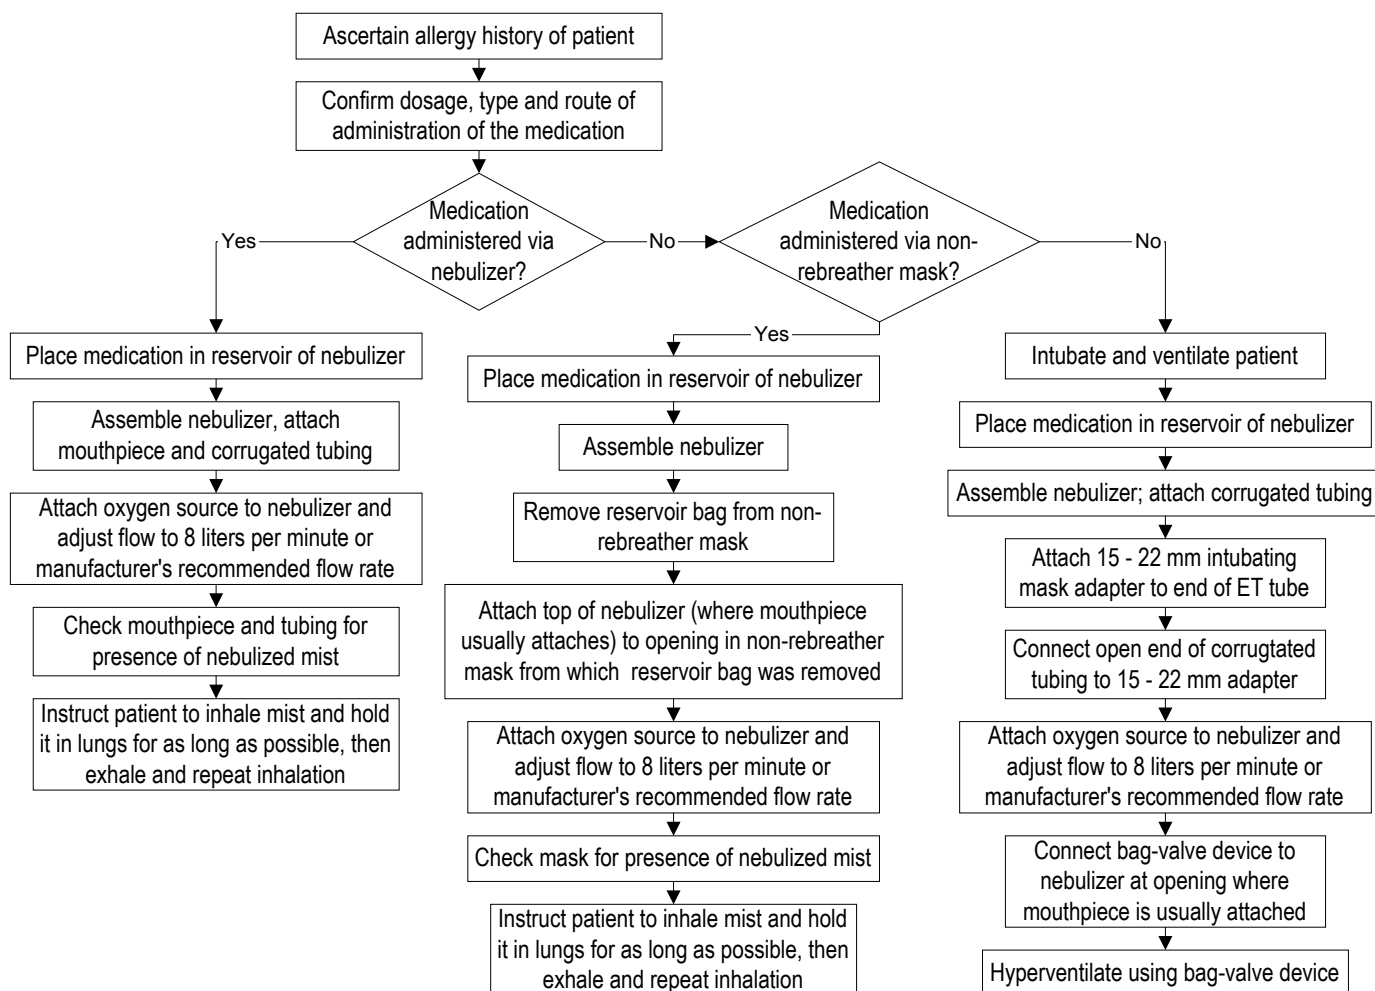 Ascertain allergy history of patient
Confirm dosage, type and route of
administration of the medication
Medication
administered via
nebulizer?
Yes
No
Medication
administered via non-
rebreather mask?
Yes
No
Place medication in reservoir of nebulizer
Assemble nebulizer, attach
mouthpiece and corrugated tubing
Attach oxygen source to nebulizer and
adjust flow to 8 liters per minute or
manufacturer's recommended flow rate
Check mouthpiece and tubing for
presence of nebulized mist
Instruct patient to inhale mist and hold
it in lungs for as long as possible, then
exhale and repeat inhalation
Place medication in reservoir of nebulizer
Assemble nebulizer
Remove reservoir bag from non-
rebreather mask
Attach top of nebulizer (where mouthpiece
usually attaches) to opening in non-rebreather
mask from which reservoir bag was removed
Attach oxygen source to nebulizer and
adjust flow to 8 liters per minute or
manufacturer's recommended flow rate
Check mask for presence of nebulized mist
Instruct patient to inhale mist and hold
it in lungs for as long as possible, then
exhale and repeat inhalation
Intubate and ventilate patient
Place medication in reservoir of nebulizer
Assemble nebulizer; attach corrugated tubing
Attach 15 - 22 mm intubating
mask adapter to end of ET tube
Connect open end of corrugtated
tubing to 15 - 22 mm adapter
Attach oxygen source to nebulizer and
adjust flow to 8 liters per minute or
manufacturer's recommended flow rate
Connect bag-valve device to
nebulizer at opening where
mouthpiece is usually attached
Hyperventilate using bag-valve device